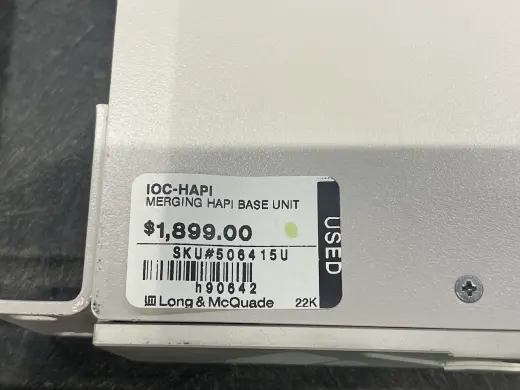 IOC-HAPI
MERGING HAPI BASE UNIT
$1,899.00
SKU#506415U
h90642
Long & McQuade 22K
USED